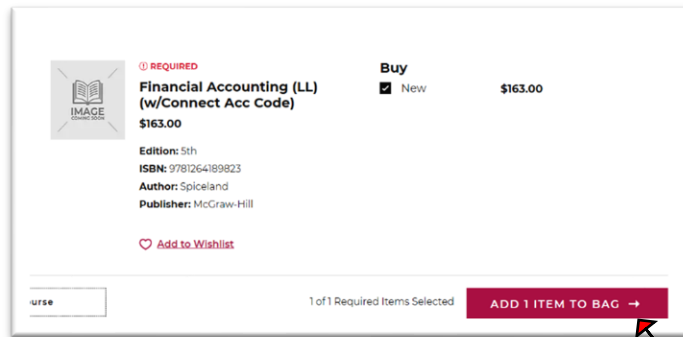 REQUIRED
Financial Accounting (LL)
(w/Connect Acc Code)
$163.00
Edition: 5th
ISBN: 9781264189823
Author: Spiceland
Publisher: McGraw-Hill
Add to Wishlist
IMAGE
COMING SOON
Buy
New $163.00
urse
1 of 1 Required Items Selected
ADD 1 ITEM TO BAG →